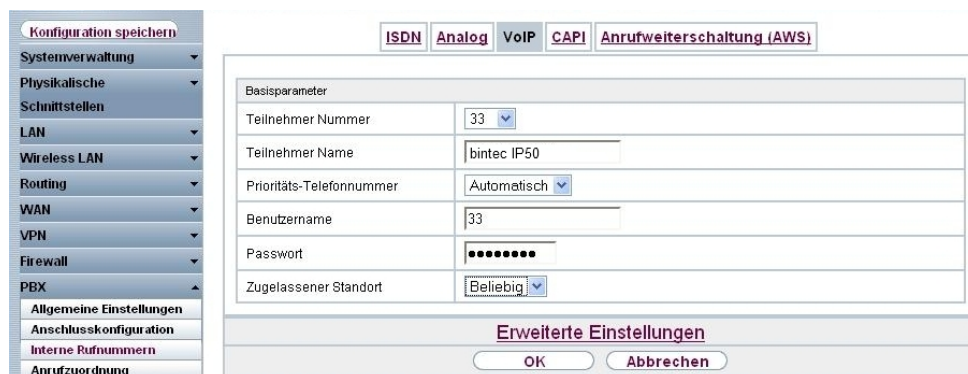 Konfiguration speichern
Systemverwaltung
Physikalische
Schnittstellen
LAN
Wireless LAN
Routing
WAN
VPN
Firewall
PBX
Allgemeine Einstellungen
Anschlusskonfiguration
Interne Rufnummern
Anrufzuordnung
ISDN Analog VoIP CAPI Anrufweiterschaltung (AWS)
Basisparameter
Teilnehmer Nummer 33
Teilnehmer Name bintec IP50
Prioritäts-Telefonnummer Automatisch
Benutzername 33
Passwort ●●●●●●●●
Zugelassener Standort Beliebig
Erweiterte Einstellungen
OK Abbrechen